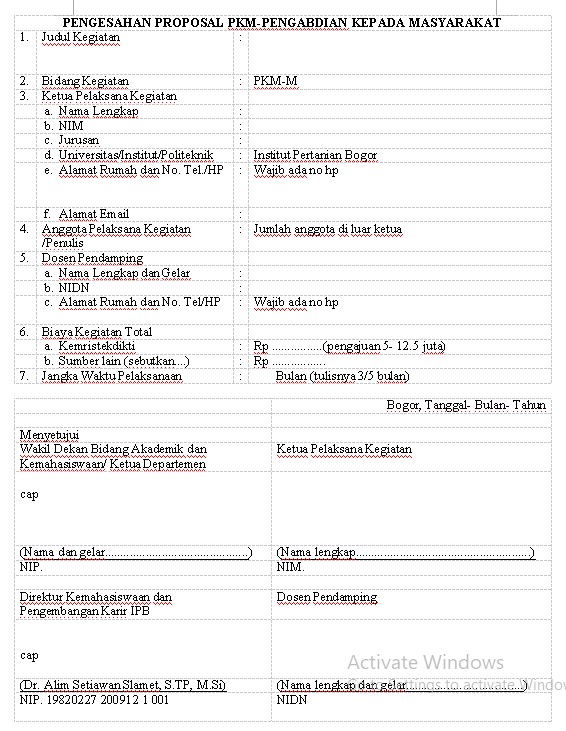 PENGESAHAN PROPOSAL PKM-PENGABDIAN KEPADA MASYARAKAT
1. Judul Kegiatan :
2. Bidang Kegiatan : PKM-M
3. Ketua Pelaksana Kegiatan
a. Nama Lengkap :
b. NIM :
c. Jurusan :
d. Universitas/Institut/Politeknik : Institut Pertanian Bogor
e. Alamat Rumah dan No. Tel./HP : Wajib ada no hp
f. Alamat Email :
4. Anggota Pelaksana Kegiatan : Jumlah anggota di luar ketua
/Penulis
5. Dosen Pendamping
a. Nama Lengkap dan Gelar :
b. NIDN :
c. Alamat Rumah dan No. Tel/HP : Wajib ada no hp
6. Biaya Kegiatan Total
a. Kemristekdikti : Rp .................(pengajuan 5- 12.5 juta)
b. Sumber lain (sebutkan...) : Rp ..................
7. Jangka Waktu Pelaksanaan : Bulan (tulisnya 3/5 bulan)
Bogor, Tanggal- Bulan- Tahun
Menyetujui
Wakil Dekan Bidang Akademik dan Ketua Pelaksana Kegiatan
Kemahasiswaan/ Ketua Departemen
cap
(Nama dan gelar...............................................) (Nama lengkap.........................................................)
NIP. NIM.
Direktur Kemahasiswaan dan Dosen Pendamping
Pengembangan Karir IPB
cap
Activate Windows
(Dr. Alim Setiawan Slamet, S.TP, M.Si) (Nama lengkap dan gelar.......................................)
ttings to activate Windo
NIP. 19820227 200912 1 001 NIDN